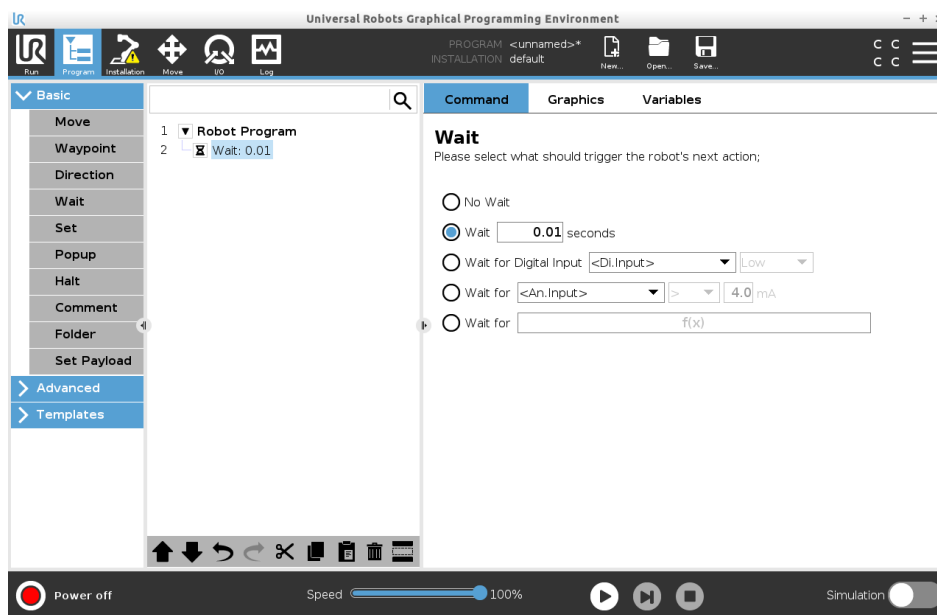 Universal Robots Graphical Programming Environment
UR
Run
Program
Installation
Move
I/O
Log
PROGRAM <unnamed>*
INSTALLATION default
New...
Open...
Save...
C C
C C
Basic
Move
Waypoint
Direction
Wait
Set
Popup
Halt
Comment
Folder
Set Payload
Advanced
Templates
1 Robot Program
2 Wait: 0.01
Command Graphics Variables
Wait
Please select what should trigger the robot's next action;
No Wait
Wait 0.01 seconds
Wait for Digital Input <Di.Input> Low
Wait for <An.Input> > 4.0 mA
Wait for f(x)
Power off
Speed 100%
Simulation